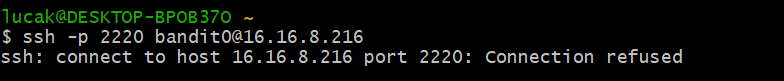 lucak@DESKTOP-BPOB370 ~
$ ssh -p 2220 bandit0@16.16.8.216
ssh: connect to host 16.16.8.216 port 2220: Connection refused